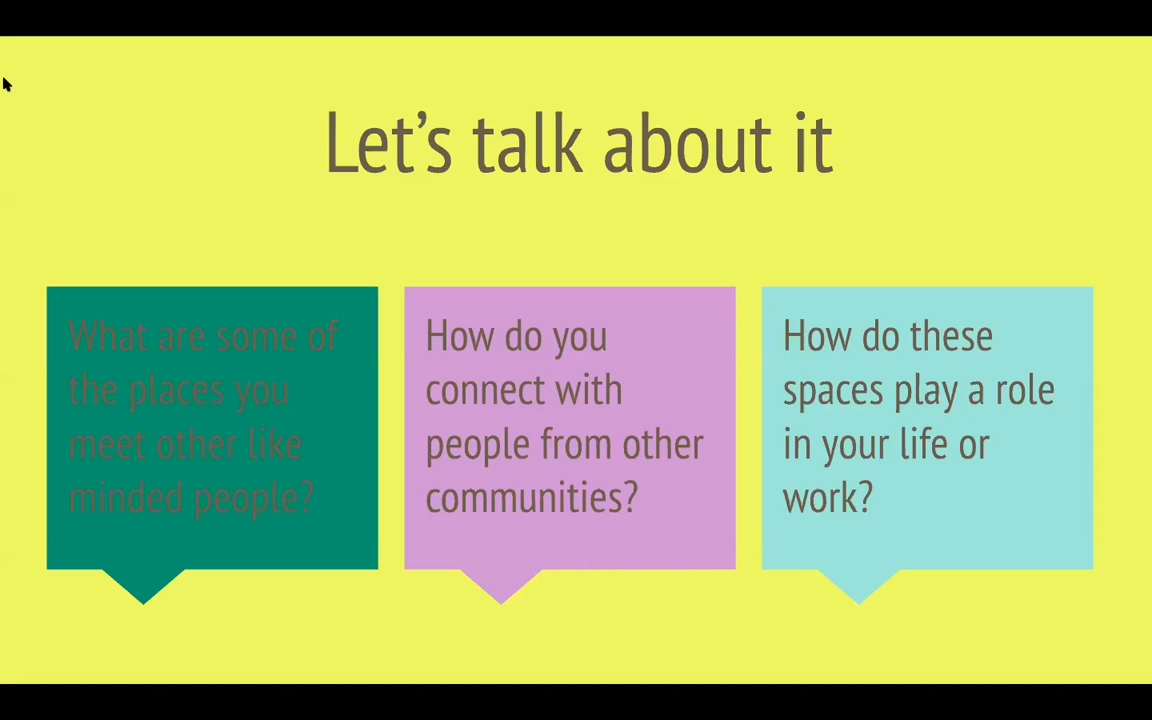 Let’s talk about it
What are some of
the places you
meet other like
minded people?
How do you
connect with
people from other
communities?
How do these
spaces play a role
in your life or
work?